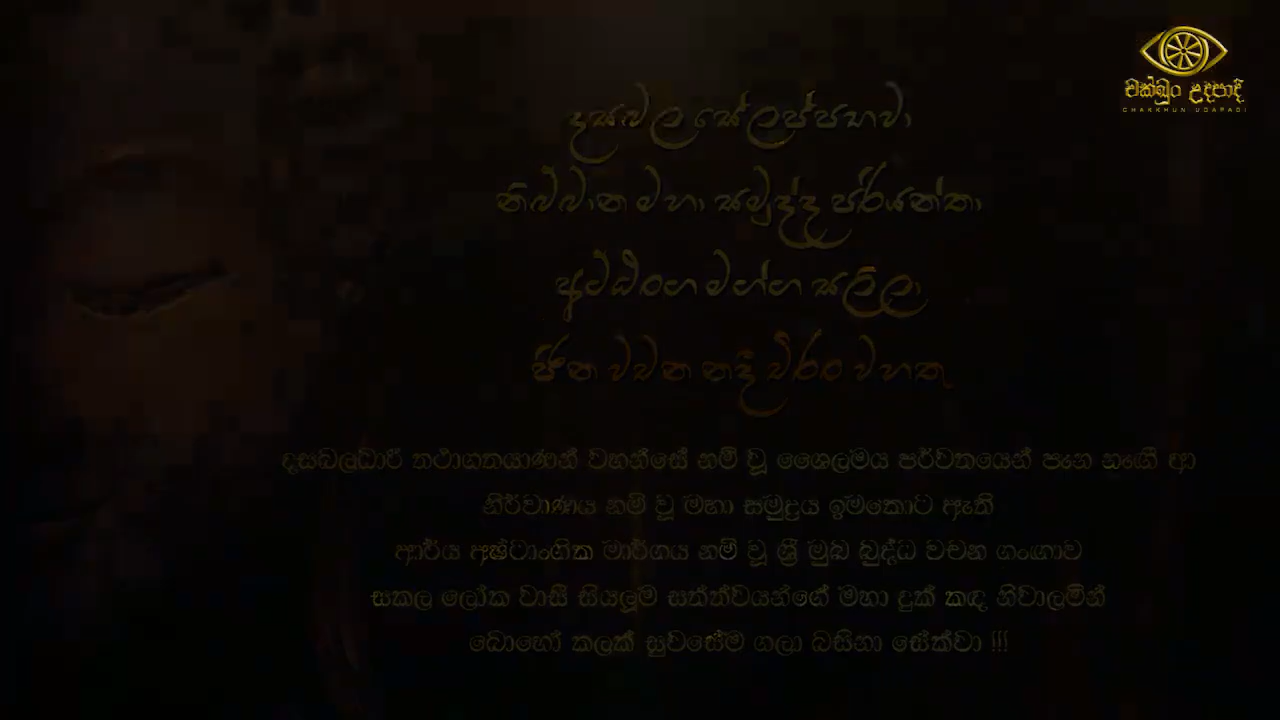 චක්ඛුං උදපාදි
CHAKKHUN UDAPADI
දසබල සේලප්පභවා
නිබ්බාන මහා සමුද්ද පරියන්තා
අට්ඨංග මග්ග සලිලා
ජින වචන නදී චිරං වහතු
දසබලධාරී තථාගතයාණන් වහන්සේ නම් වූ ශෛලමය පර්වතයෙන් පැන නැඟී ආ
නිර්වාණය නම් වූ මහා සමුද්‍රය ඉමකොට ඇති
ආර්ය අෂ්ටාංගික මාර්ගය නම් වූ ශ්‍රී මුඛ බුද්ධ වචන ගංඟාව
සකල ලෝක වාසී සියලුම සත්ත්වයන්ගේ මහා දුක් කඳ නිවාලමින්
බොහෝ කලක් සුවසේම ගලා බසිනා සේක්වා !!!